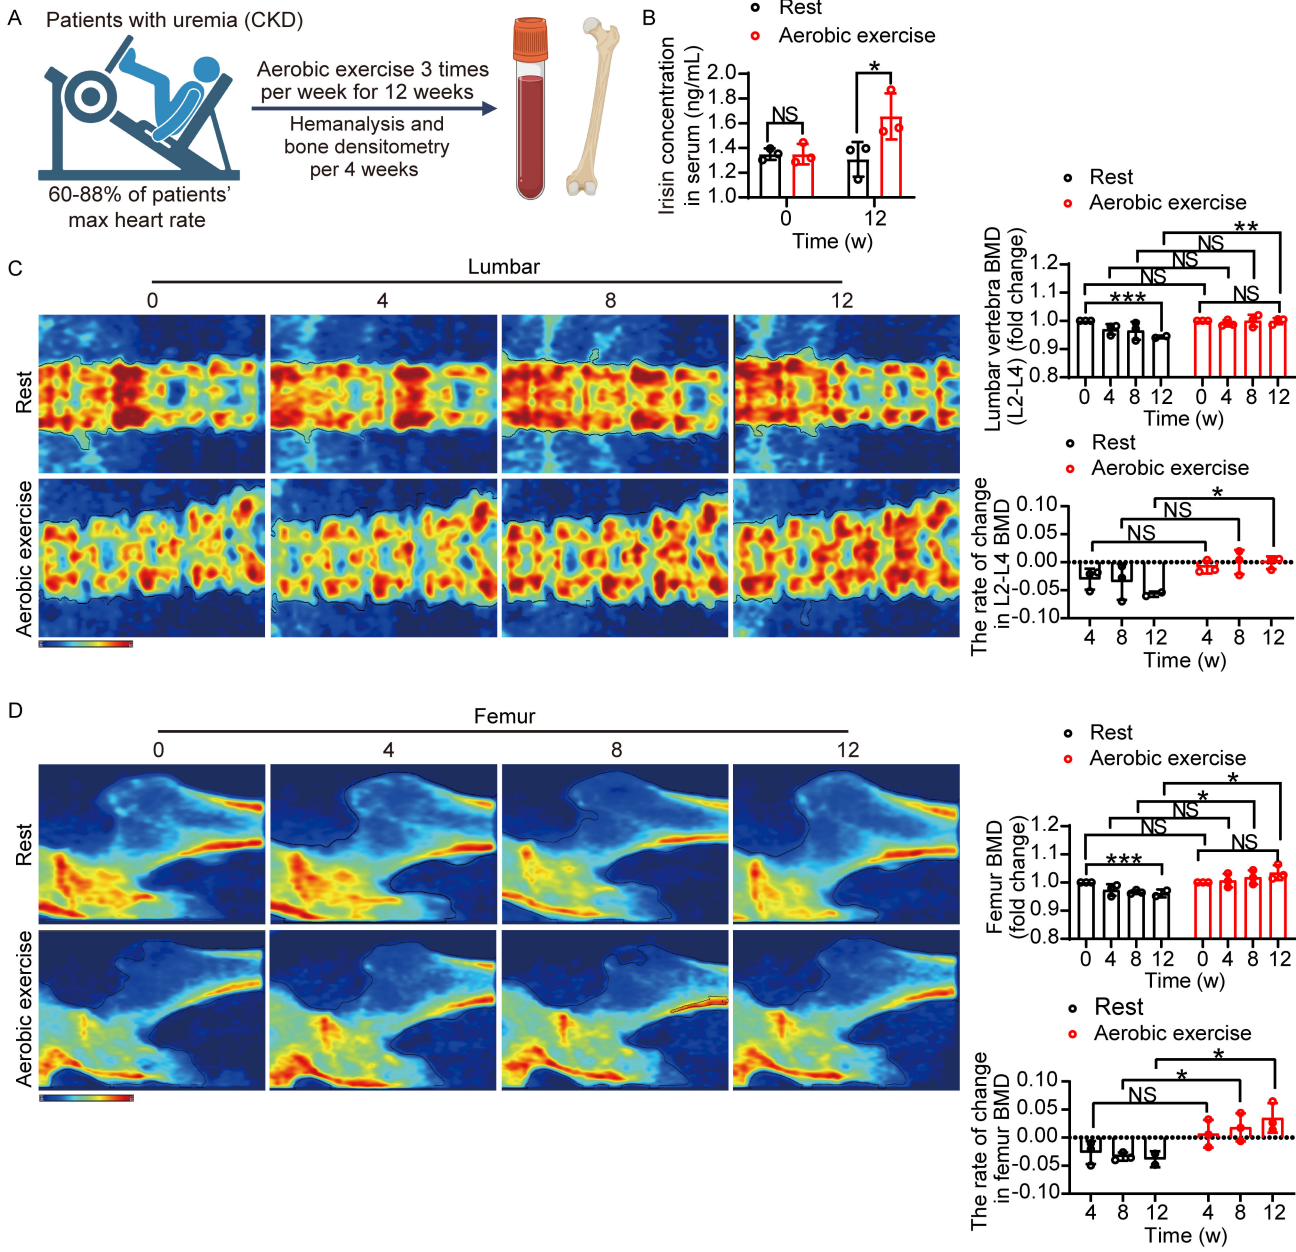 A
Patients with uremia (CKD)
Aerobic exercise 3 times
per week for 12 weeks
Hemanalysis and
bone densitometry
per 4 weeks
60-88% of patients'
max heart rate
B
Rest
Aerobic exercise
Irisin concentration
in serum (ng/mL)
2.0
1.8
1.6
1.4
1.2
1.0
NS
*
0
12
Time (w)
C
Lumbar
0
4
8
12
Rest
Aerobic exercise
Rest
Aerobic exercise
Lumbar vertebra BMD
(L2-L4) (fold change)
1.2
1.1
1.0
0.9
0.8
**
NS
NS
NS
***
NS
0
4
8
12
0
4
8
12
Time (w)
Rest
Aerobic exercise
The rate of change
in L2-L4 BMD
0.10
0.05
0.00
-0.05
-0.10
*
NS
NS
4
8
12
4
8
12
Time (w)
D
Femur
0
4
8
12
Rest
Aerobic exercise
Rest
Aerobic exercise
Femur BMD
(fold change)
1.2
1.1
1.0
0.9
0.8
*
*
NS
NS
***
NS
0
4
8
12
0
4
8
12
Time (w)
Rest
Aerobic exercise
The rate of change
in femur BMD
0.10
0.05
0.00
-0.05
-0.10
*
*
NS
4
8
12
4
8
12
Time (w)